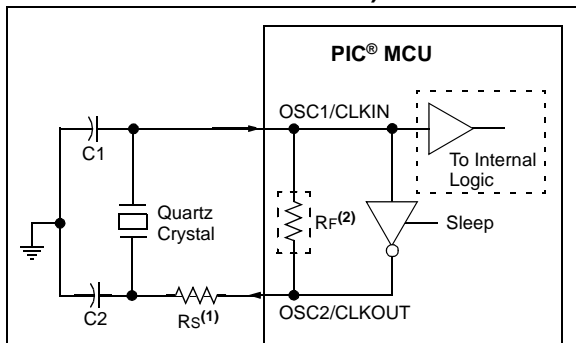 PIC® MCU
OSC1/CLKIN
C1
To Internal
Logic
Quartz
Crystal
RF(2)
Sleep
C2
RS(1)
OSC2/CLKOUT